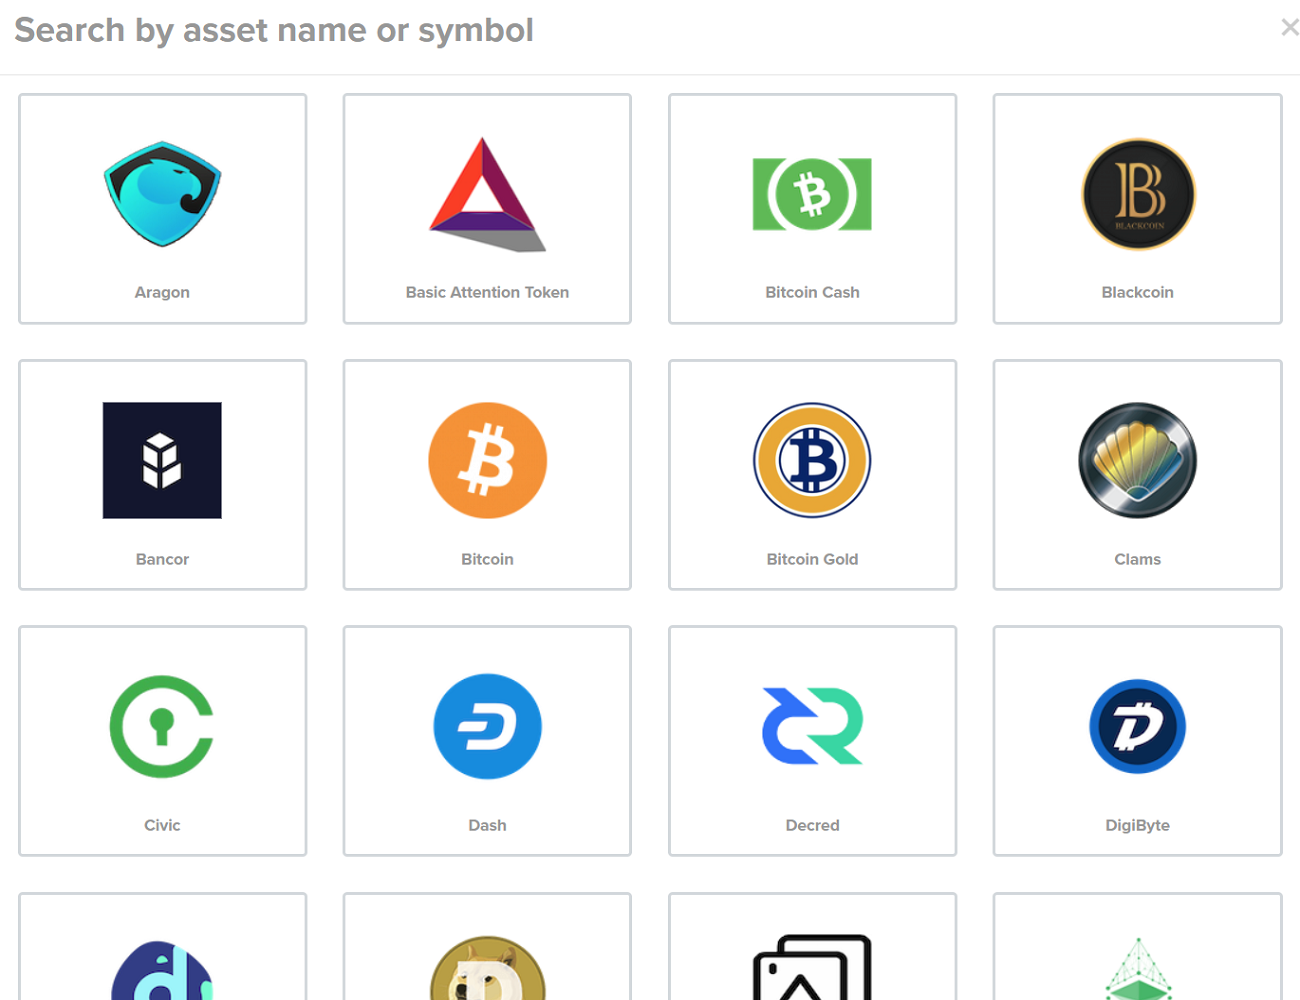 Search by asset name or symbol
Aragon
Basic Attention Token
Bitcoin Cash
BLACKCOIN
Blackcoin
Bancor
Bitcoin
Bitcoin Gold
Clams
Civic
Dash
Decred
DigiByte